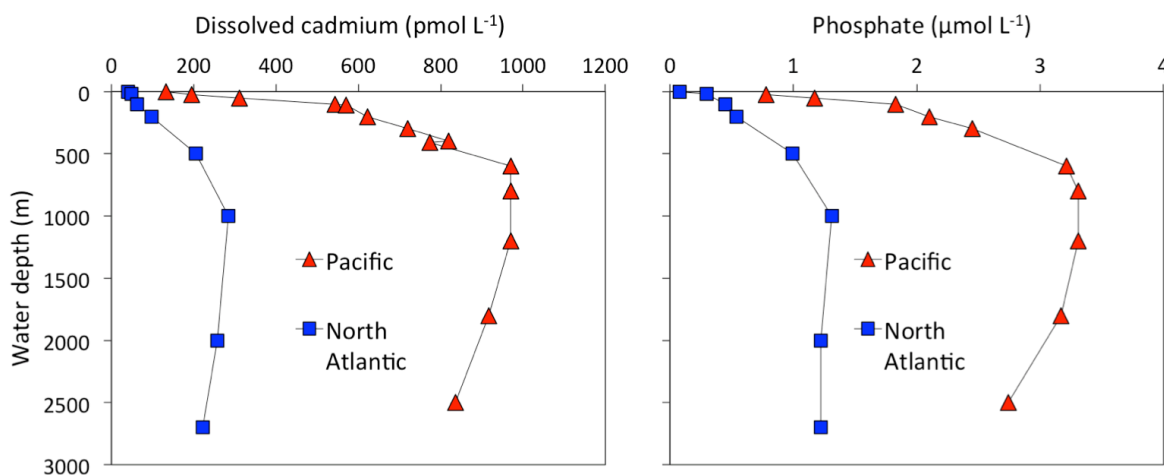 Dissolved cadmium (pmol L-1)
0 200 400 600 800 1000 1200
0
500
1000
1500
2000
2500
3000
Water depth (m)
Pacific
North
Atlantic
Phosphate (μmol L-1)
0 1 2 3 4
Pacific
North
Atlantic